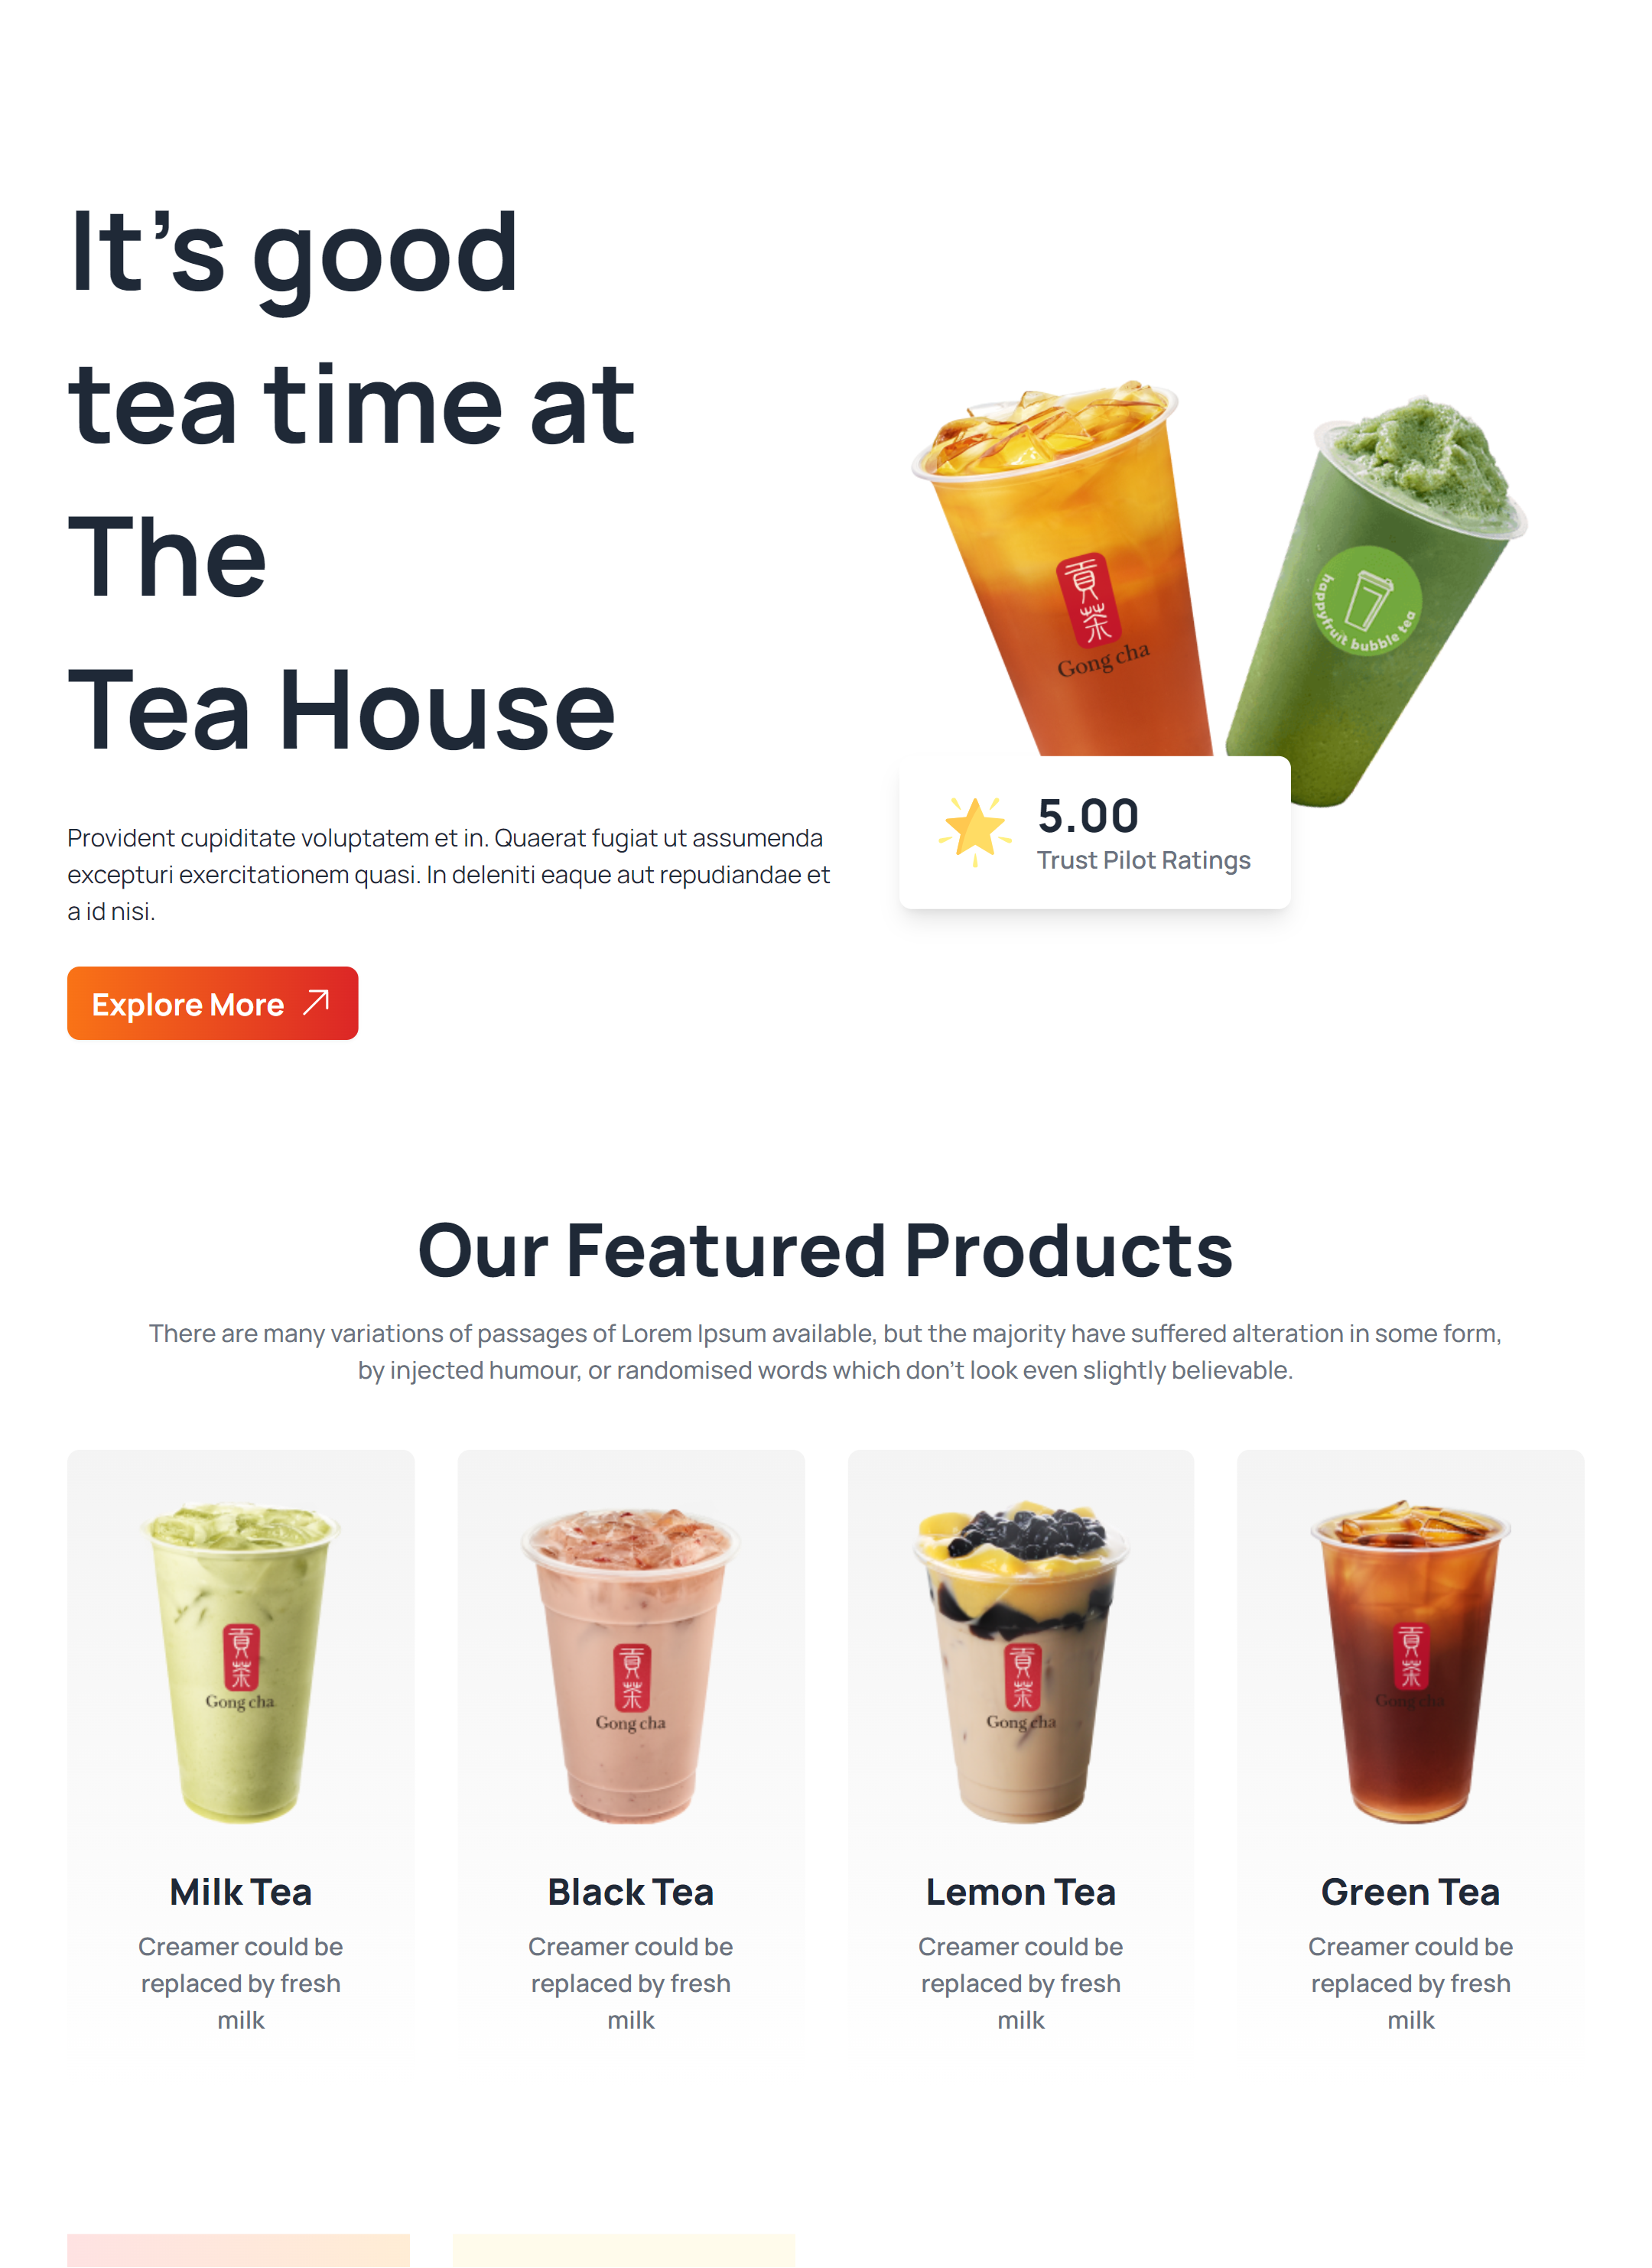 It’s good
tea time at
The
Tea House
貢茶
Gong cha
happyfruit bubble tea
5.00
Trust Pilot Ratings
Provident cupiditate voluptatem et in. Quaerat fugiat ut assumenda
excepturi exercitationem quasi. In deleniti eaque aut repudiandae et
a id nisi.
Explore More
Our Featured Products
There are many variations of passages of Lorem Ipsum available, but the majority have suffered alteration in some form,
by injected humour, or randomised words which don’t look even slightly believable.
貢茶
Gong cha
Milk Tea
Creamer could be
replaced by fresh
milk
貢茶
Gong cha
Black Tea
Creamer could be
replaced by fresh
milk
貢茶
Gong cha
Lemon Tea
Creamer could be
replaced by fresh
milk
貢茶
Gong cha
Green Tea
Creamer could be
replaced by fresh
milk